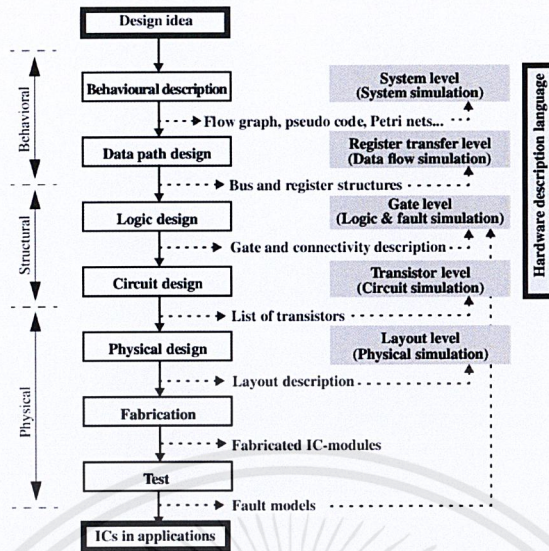 Design idea
Behavioural description
System level
(System simulation)
Flow graph, pseudo code, Petri nets...
Data path design
Register transfer level
(Data flow simulation)
Bus and register structures
Logic design
Gate level
(Logic & fault simulation)
Gate and connectivity description
Circuit design
Transistor level
(Circuit simulation)
List of transistors
Physical design
Layout level
(Physical simulation)
Layout description
Fabrication
Fabricated IC-modules
Test
Fault models
ICs in applications
Behavioral
Structural
Physical
Hardware description language